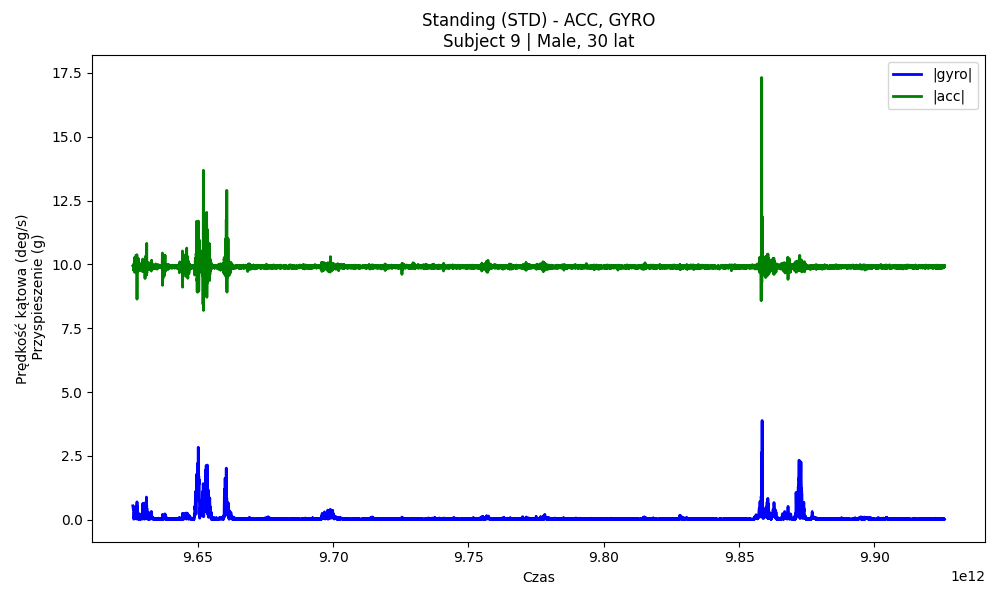 Standing (STD) - ACC, GYRO
Subject 9 | Male, 30 lat
Prędkość kątowa (deg/s)
Przyspieszenie (g)
17.5
15.0
12.5
10.0
7.5
5.0
2.5
0.0
|gyro|
|acc|
9.65
9.70
9.75
9.80
9.85
9.90
1e12
Czas